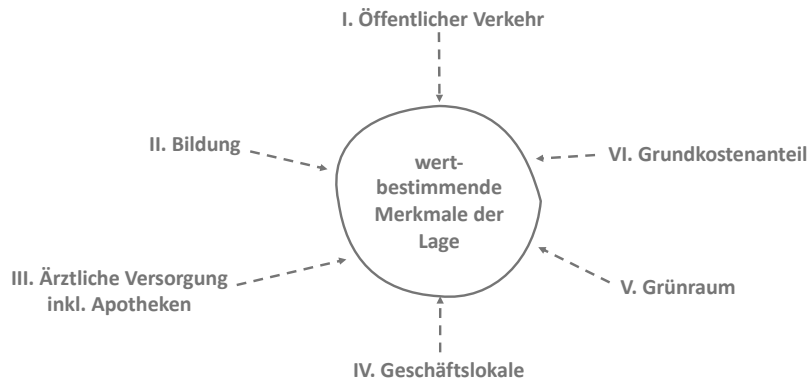 I. Öffentlicher Verkehr
II. Bildung
wert-
bestimmende
Merkmale der
Lage
VI. Grundkostenanteil
III. Ärztliche Versorgung
inkl. Apotheken
V. Grünraum
IV. Geschäftslokale